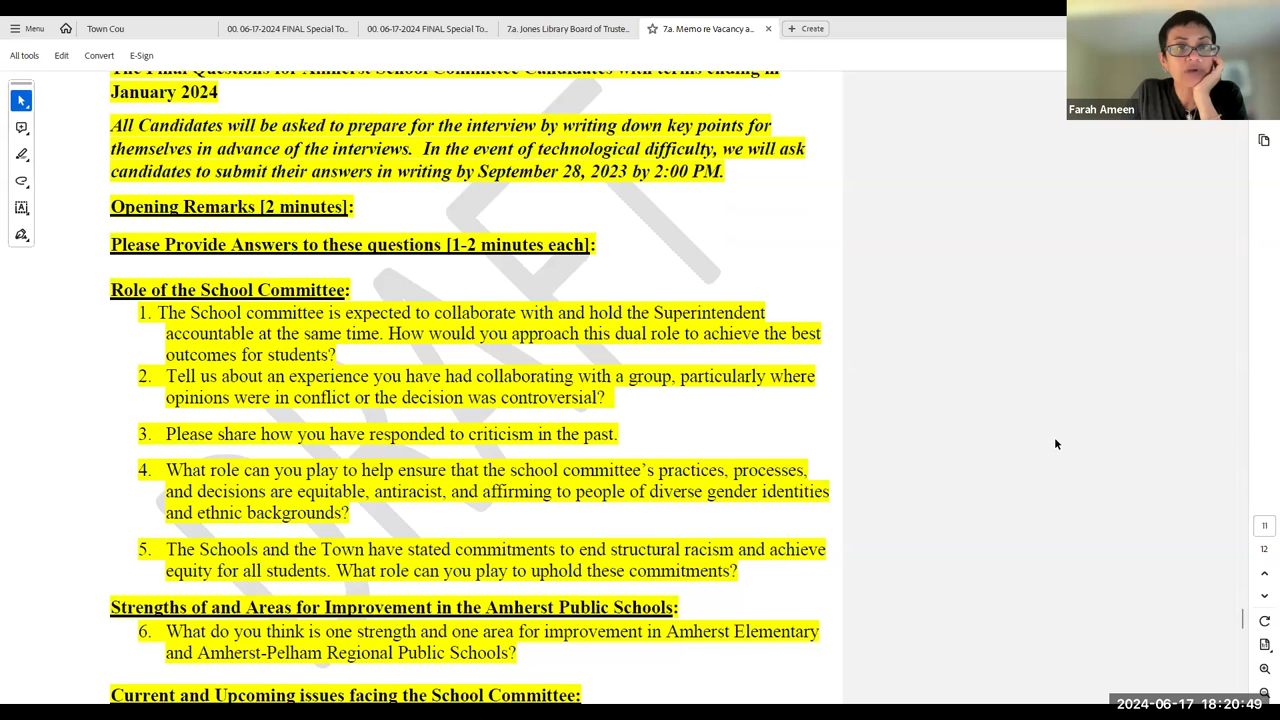 Menu
Town Cou
00. 06-17-2024 FINAL Special To...
00. 06-17-2024 FINAL Special To...
7a. Jones Library Board of Truste...
7a. Memo re Vacancy a...
Create
All tools Edit Convert E-Sign
The Final Questions for Amherst School Committee Candidates with terms ending in
January 2024
All Candidates will be asked to prepare for the interview by writing down key points for
themselves in advance of the interviews. In the event of technological difficulty, we will ask
candidates to submit their answers in writing by September 28, 2023 by 2:00 PM.
Opening Remarks [2 minutes]:
Please Provide Answers to these questions [1-2 minutes each]:
Role of the School Committee:
1. The School committee is expected to collaborate with and hold the Superintendent
accountable at the same time. How would you approach this dual role to achieve the best
outcomes for students?
2. Tell us about an experience you have had collaborating with a group, particularly where
opinions were in conflict or the decision was controversial?
3. Please share how you have responded to criticism in the past.
4. What role can you play to help ensure that the school committee's practices, processes,
and decisions are equitable, antiracist, and affirming to people of diverse gender identities
and ethnic backgrounds?
5. The Schools and the Town have stated commitments to end structural racism and achieve
equity for all students. What role can you play to uphold these commitments?
Strengths of and Areas for Improvement in the Amherst Public Schools:
6. What do you think is one strength and one area for improvement in Amherst Elementary
and Amherst-Pelham Regional Public Schools?
Current and Upcoming issues facing the School Committee:
DRAFT
Farah Ameen
11
12
2024-06-17 18:20:49